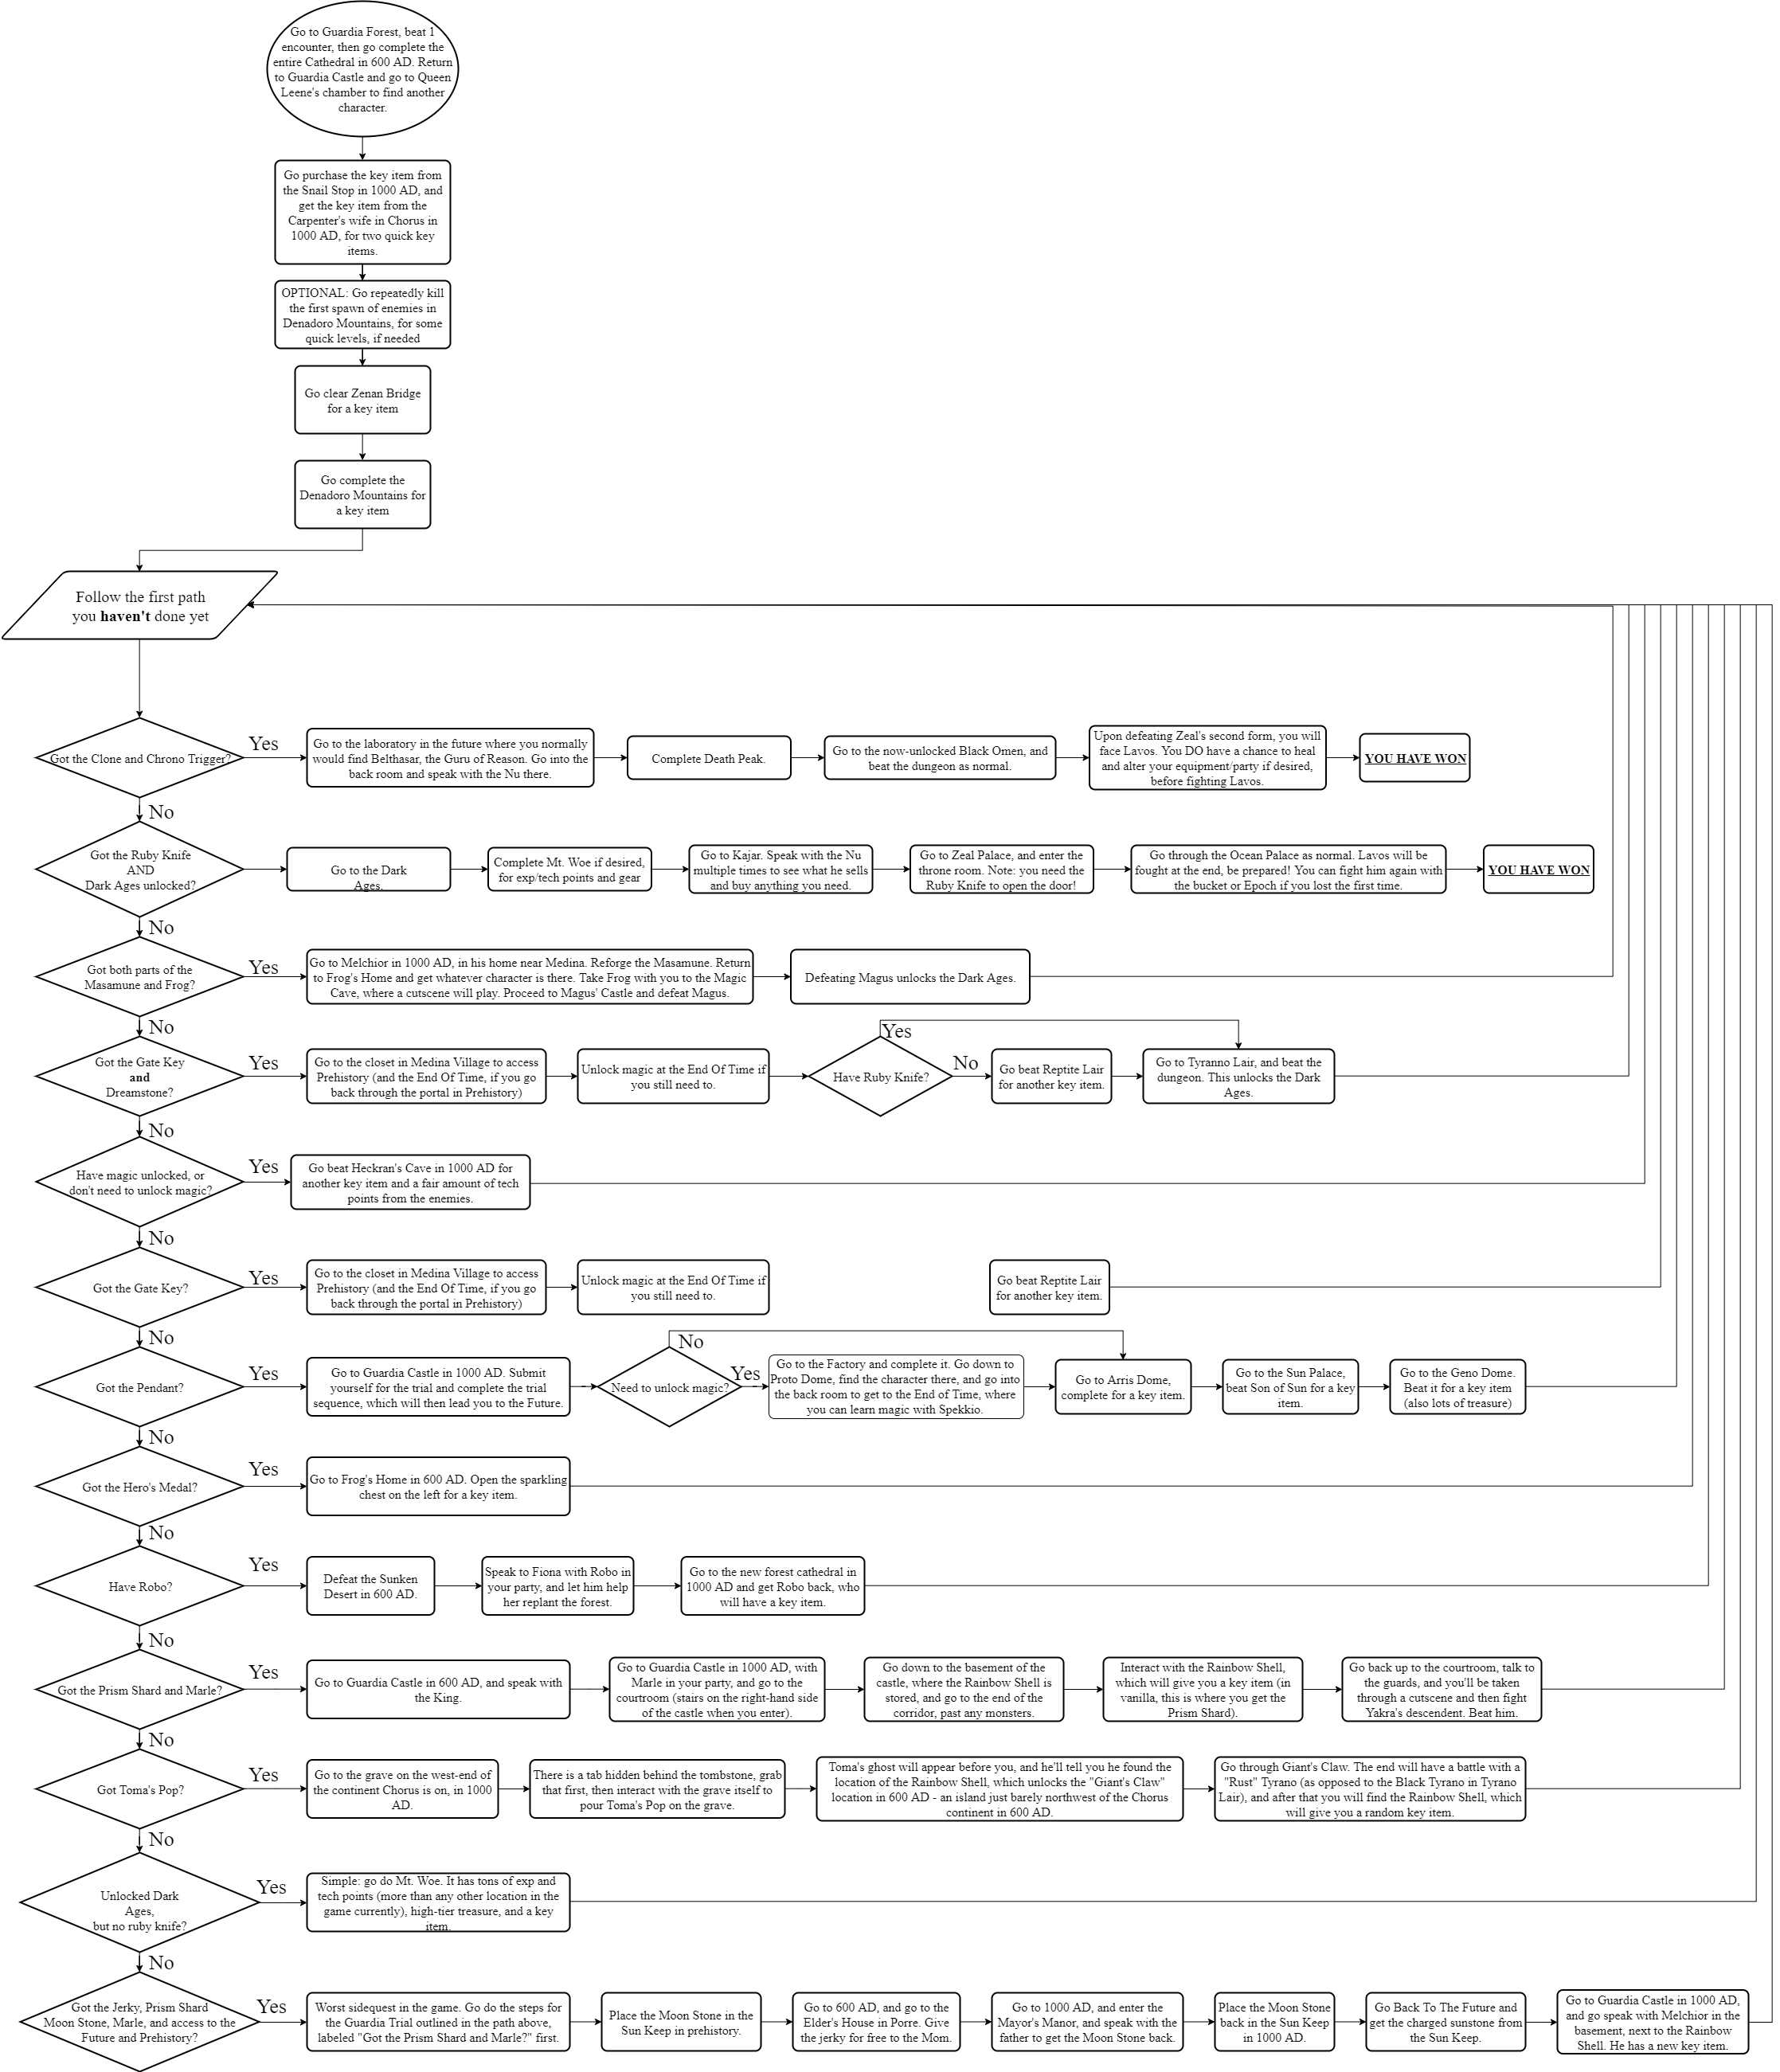 Go to Guardia Forest, beat 1
encounter, then go complete the
entire Cathedral in 600 AD. Return
to Guardia Castle and go to Queen
Leene's chamber to find another
character.
Go purchase the key item from
the Snail Stop in 1000 AD, and
get the key item from the
Carpenter's wife in Chorus in
1000 AD, for two quick key
items.
OPTIONAL: Go repeatedly kill
the first spawn of enemies in
Denadoro Mountains, for some
quick levels, if needed
Go clear Zenan Bridge
for a key item
Go complete the
Denadoro Mountains for
a key item
Follow the first path
you haven't done yet
Got the Clone and Chrono Trigger?
Yes
Go to the laboratory in the future where you normally
would find Belthasar, the Guru of Reason. Go into the
back room and speak with the Nu there.
Complete Death Peak.
Go to the now-unlocked Black Omen, and
beat the dungeon as normal.
Upon defeating Zeal's second form, you will
face Lavos. You DO have a chance to heal
and alter your equipment/party if desired,
before fighting Lavos.
YOU HAVE WON
No
Got the Ruby Knife
AND
Dark Ages unlocked?
Go to the Dark
Ages.
Complete Mt. Woe if desired,
for exp/tech points and gear
Go to Kajar. Speak with the Nu
multiple times to see what he sells
and buy anything you need.
Go to Zeal Palace, and enter the
throne room. Note: you need the
Ruby Knife to open the door!
Go through the Ocean Palace as normal. Lavos will be
fought at the end, be prepared! You can fight him again with
the bucket or Epoch if you lost the first time.
YOU HAVE WON
No
Got both parts of the
Masamune and Frog?
Yes
Go to Melchior in 1000 AD, in his home near Medina. Reforge the Masamune. Return
to Frog's Home and get whatever character is there. Take Frog with you to the Magic
Cave, where a cutscene will play. Proceed to Magus' Castle and defeat Magus.
Defeating Magus unlocks the Dark Ages.
No
Got the Gate Key
and
Dreamstone?
Yes
Go to the closet in Medina Village to access
Prehistory (and the End Of Time, if you go
back through the portal in Prehistory)
Unlock magic at the End Of Time if
you still need to.
Have Ruby Knife?
Yes
No
Go beat Reptite Lair
for another key item.
Go to Tyranno Lair, and beat the
dungeon. This unlocks the Dark
Ages.
No
Have magic unlocked, or
don't need to unlock magic?
Yes
Go beat Heckran's Cave in 1000 AD for
another key item and a fair amount of tech
points from the enemies.
No
Got the Gate Key?
Yes
Go to the closet in Medina Village to access
Prehistory (and the End Of Time, if you go
back through the portal in Prehistory)
Unlock magic at the End Of Time if
you still need to.
Go beat Reptite Lair
for another key item.
No
Got the Pendant?
Yes
Go to Guardia Castle in 1000 AD. Submit
yourself for the trial and complete the trial
sequence, which will then lead you to the Future.
Need to unlock magic?
No
Yes
Go to the Factory and complete it. Go down to
Proto Dome, find the character there, and go into
the back room to get to the End of Time, where
you can learn magic with Spekkio.
Go to Arris Dome,
complete for a key item.
Go to the Sun Palace,
beat Son of Sun for a key
item.
Go to the Geno Dome.
Beat it for a key item
(also lots of treasure)
No
Got the Hero's Medal?
Yes
Go to Frog's Home in 600 AD. Open the sparkling
chest on the left for a key item.
No
Have Robo?
Yes
Defeat the Sunken
Desert in 600 AD.
Speak to Fiona with Robo in
your party, and let him help
her replant the forest.
Go to the new forest cathedral in
1000 AD and get Robo back, who
will have a key item.
No
Got the Prism Shard and Marle?
Yes
Go to Guardia Castle in 600 AD, and speak with
the King.
Go to Guardia Castle in 1000 AD, with
Marle in your party, and go to the
courtroom (stairs on the right-hand side
of the castle when you enter).
Go down to the basement of the
castle, where the Rainbow Shell is
stored, and go to the end of the
corridor, past any monsters.
Interact with the Rainbow Shell,
which will give you a key item (in
vanilla, this is where you get the
Prism Shard).
Go back up to the courtroom, talk to
the guards, and you'll be taken
through a cutscene and then fight
Yakra's descendent. Beat him.
No
Got Toma's Pop?
Yes
Go to the grave on the west-end of
the continent Chorus is on, in 1000
AD.
There is a tab hidden behind the tombstone, grab
that first, then interact with the grave itself to
pour Toma's Pop on the grave.
Toma's ghost will appear before you, and he'll tell you he found the
location of the Rainbow Shell, which unlocks the "Giant's Claw"
location in 600 AD - an island just barely northwest of the Chorus
continent in 600 AD.
Go through Giant's Claw. The end will have a battle with a
"Rust" Tyrano (as opposed to the Black Tyrano in Tyrano
Lair), and after that you will find the Rainbow Shell, which
will give you a random key item.
No
Unlocked Dark
Ages,
but no ruby knife?
Yes
Simple: go do Mt. Woe. It has tons of exp and
tech points (more than any other location in the
game currently), high-tier treasure, and a key
item.
No
Got the Jerky, Prism Shard
Moon Stone, Marle, and access to the
Future and Prehistory?
Yes
Worst sidequest in the game. Go do the steps for
the Guardia Trial outlined in the path above,
labeled "Got the Prism Shard and Marle?" first.
Place the Moon Stone in the
Sun Keep in prehistory.
Go to 600 AD, and go to the
Elder's House in Porre. Give
the jerky for free to the Mom.
Go to 1000 AD, and enter the
Mayor's Manor, and speak with the
father to get the Moon Stone back.
Place the Moon Stone
back in the Sun Keep
in 1000 AD.
Go Back To The Future and
get the charged sunstone from
the Sun Keep.
Go to Guardia Castle in 1000 AD,
and go speak with Melchior in the
basement, next to the Rainbow
Shell. He has a new key item.